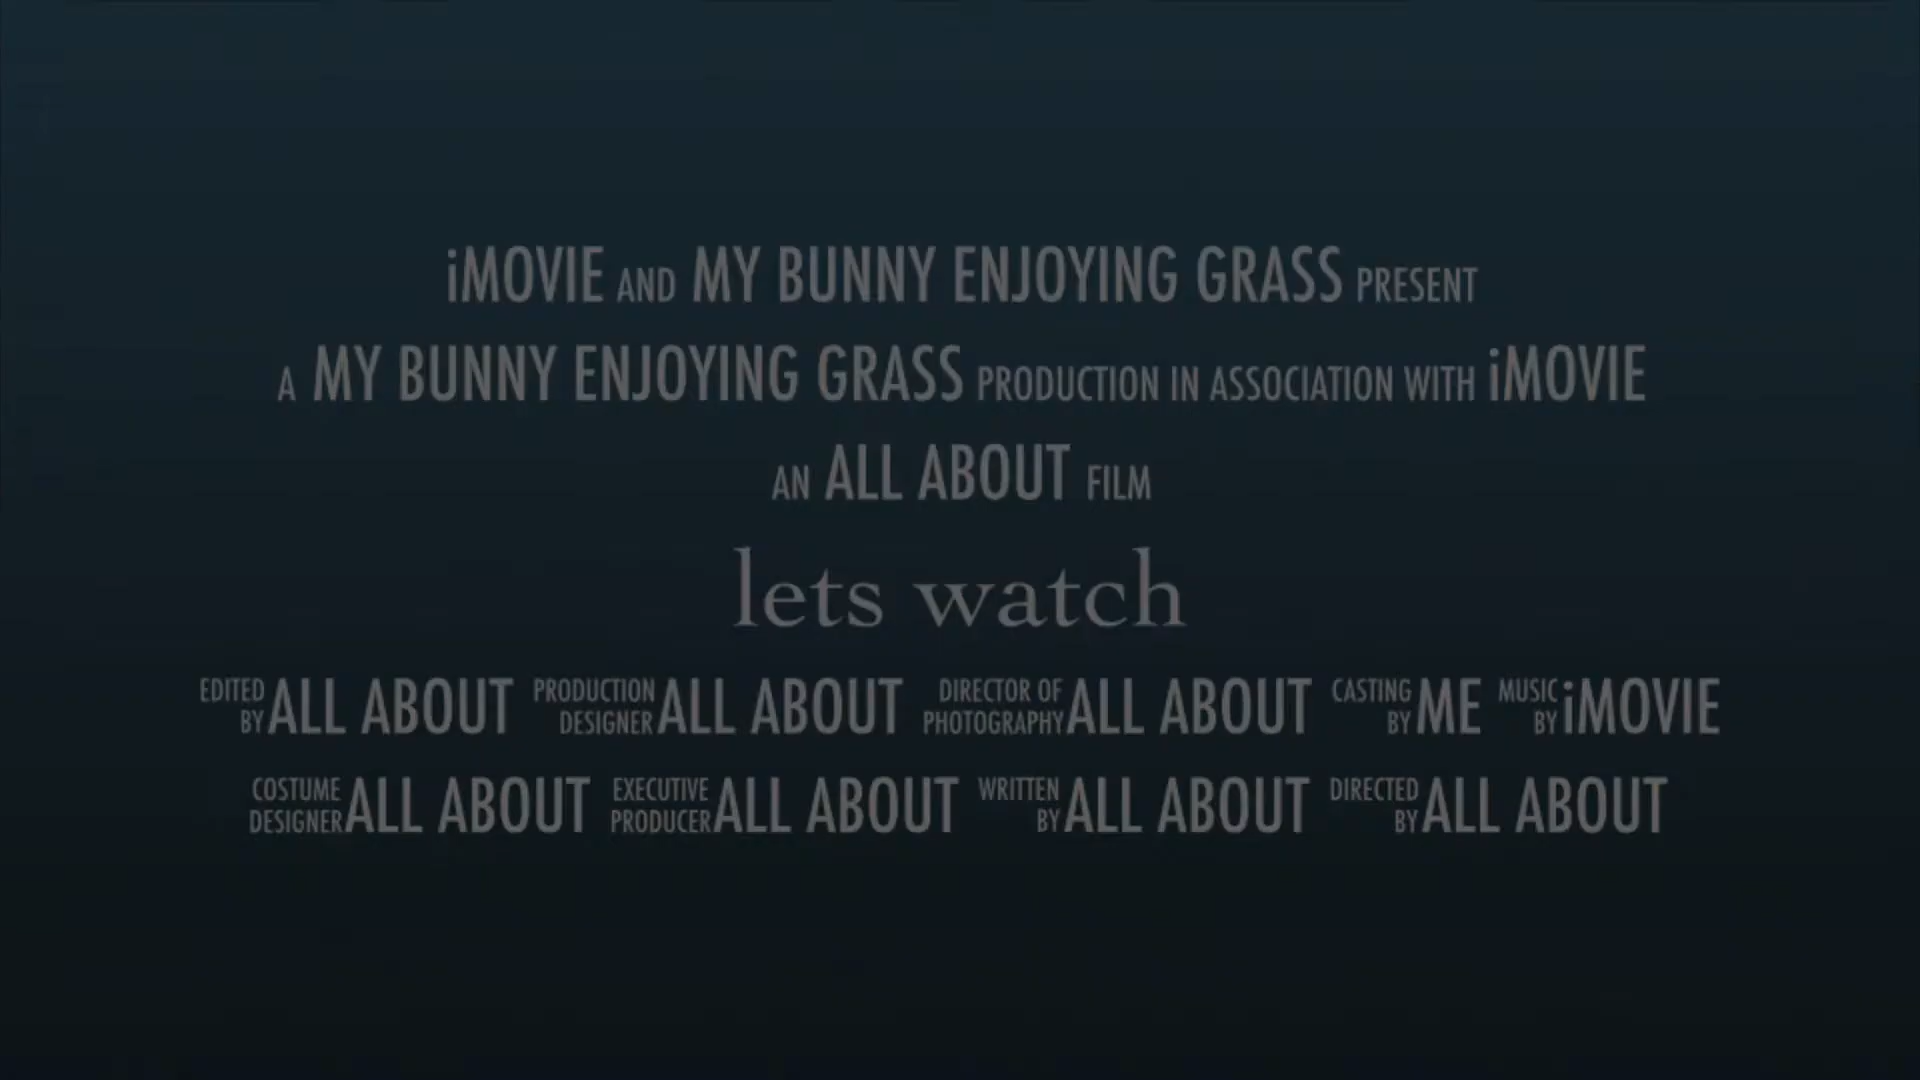 iMOVIE AND MY BUNNY ENJOYING GRASS PRESENT
A MY BUNNY ENJOYING GRASS PRODUCTION IN ASSOCIATION WITH iMOVIE
AN ALL ABOUT FILM
lets watch
EDITED BY ALL ABOUT PRODUCTION DESIGNER ALL ABOUT DIRECTOR OF PHOTOGRAPHY ALL ABOUT CASTING BY ME MUSIC BY iMOVIE
COSTUME DESIGNER ALL ABOUT EXECUTIVE PRODUCER ALL ABOUT WRITTEN BY ALL ABOUT DIRECTED BY ALL ABOUT